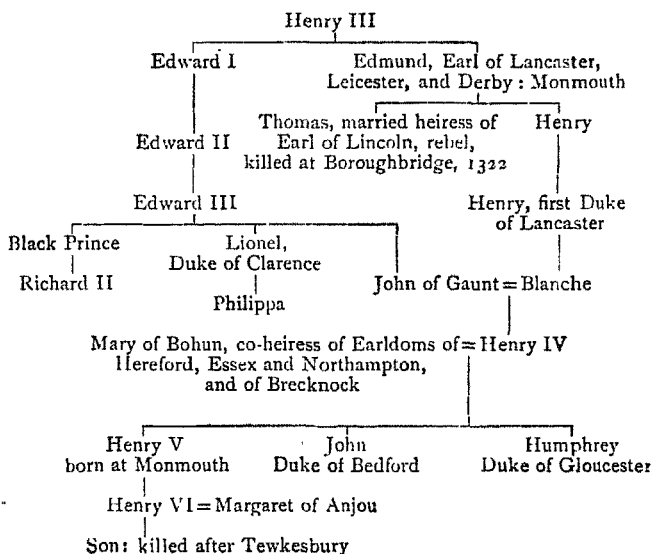 Henry III
Edward I
Edmund, Earl of Lancaster,
Leicester, and Derby : Monmouth
Thomas, married heiress of
Earl of Lincoln, rebel,
killed at Boroughbridge, 1322
Henry
Edward II
Edward III
Henry, first Duke
of Lancaster
Black Prince
Lionel,
Duke of Clarence
Richard II
Philippa
John of Gaunt = Blanche
Mary of Bohun, co-heiress of Earldoms of = Henry IV
Hereford, Essex and Northampton,
and of Brecknock
Henry V
born at Monmouth
John
Duke of Bedford
Humphrey
Duke of Gloucester
Henry VI = Margaret of Anjou
Son: killed after Tewkesbury